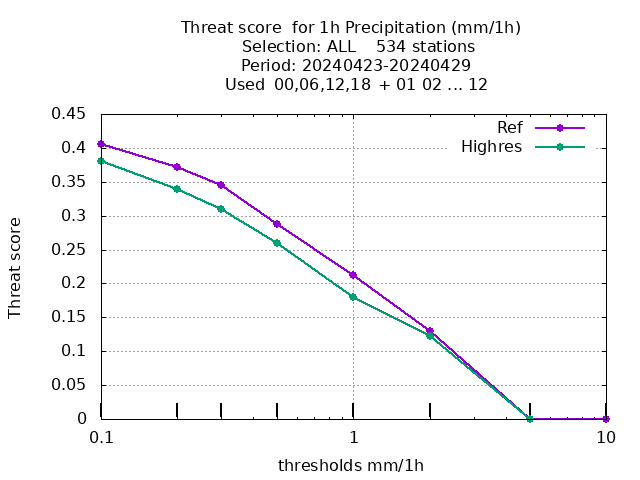 Threat score  for 1h Precipitation (mm/1h)
Selection: ALL    534 stations
Period: 20240423-20240429
Used  00,06,12,18  + 01 02 ... 12
Ref
Highres
0.45
0.4
0.35
0.3
0.25
0.2
0.15
0.1
0.05
0
Threat score
0.1
1
10
thresholds mm/1h